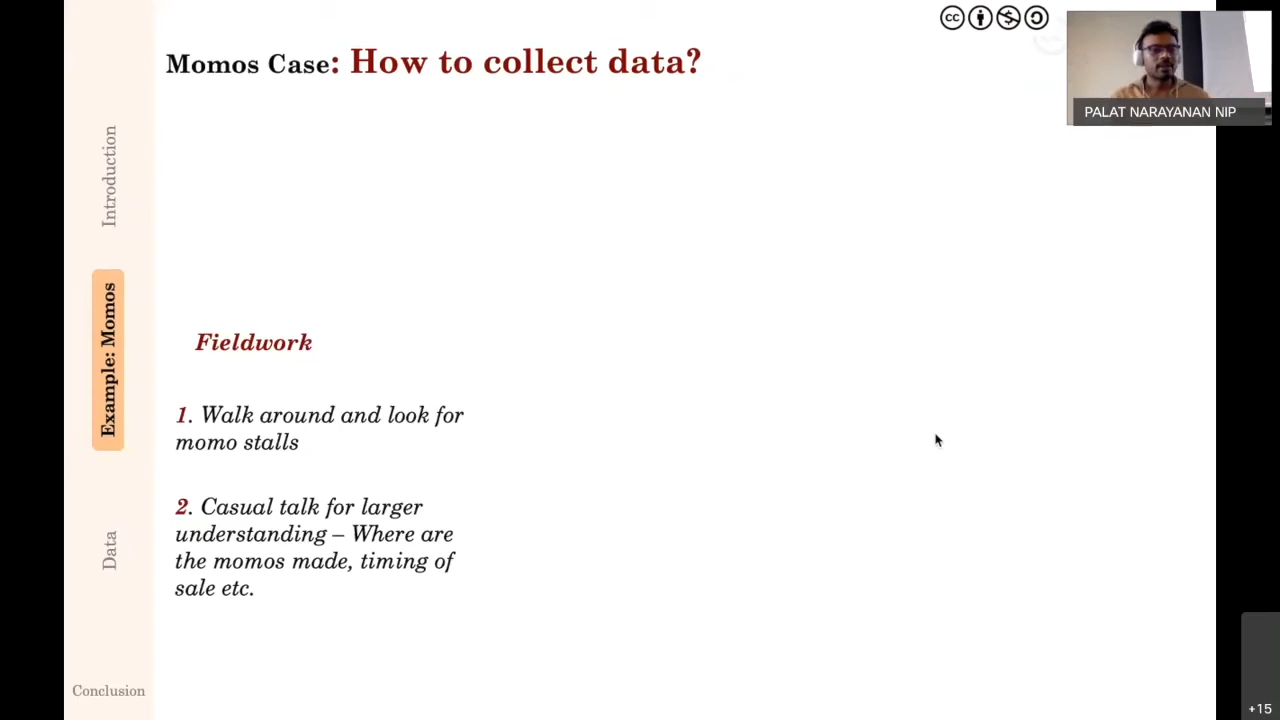 cc
Momos Case: How to collect data?
PALAT NARAYANAN NIP
Introduction
Example: Momos
Data
Conclusion
Fieldwork
1. Walk around and look for
momo stalls
2. Casual talk for larger
understanding – Where are
the momos made, timing of
sale etc.
+15